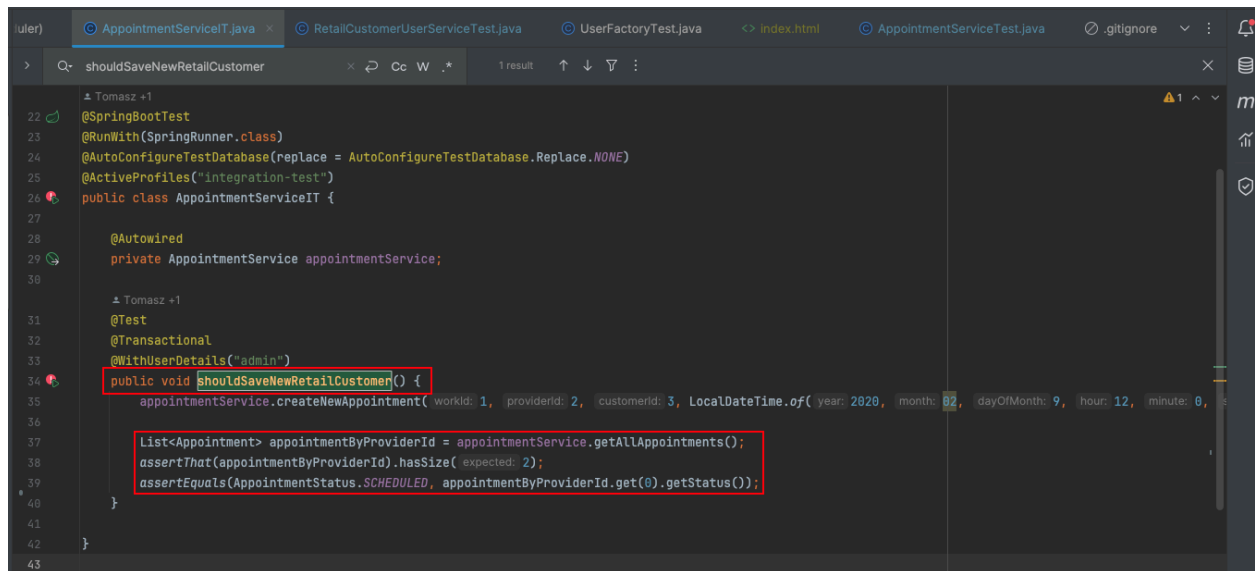 AppointmentServiceIT.java
RetailCustomerUserServiceTest.java
UserFactoryTest.java
<> index.html
AppointmentServiceTest.java
.gitignore
shouldSaveNewRetailCustomer
Cc W .*
1 result
Tomasz +1
1
22 @SpringBootTest
23 @RunWith(SpringRunner.class)
24 @AutoConfigureTestDatabase(replace = AutoConfigureTestDatabase.Replace.NONE)
25 @ActiveProfiles("integration-test")
26 public class AppointmentServiceIT {
27
28 @Autowired
29 private AppointmentService appointmentService;
30
Tomasz +1
31 @Test
32 @Transactional
33 @WithUserDetails("admin")
34 public void shouldSaveNewRetailCustomer() {
35 appointmentService.createNewAppointment( workId: 1, providerId: 2, customerId: 3, LocalDateTime.of( year: 2020, month: 02, dayOfMonth: 9, hour: 12, minute: 0,
36
37 List<Appointment> appointmentByProviderId = appointmentService.getAllAppointments();
38 assertThat(appointmentByProviderId).hasSize( expected: 2);
39 assertEquals(AppointmentStatus.SCHEDULED, appointmentByProviderId.get(0).getStatus());
40 }
41
42 }
43